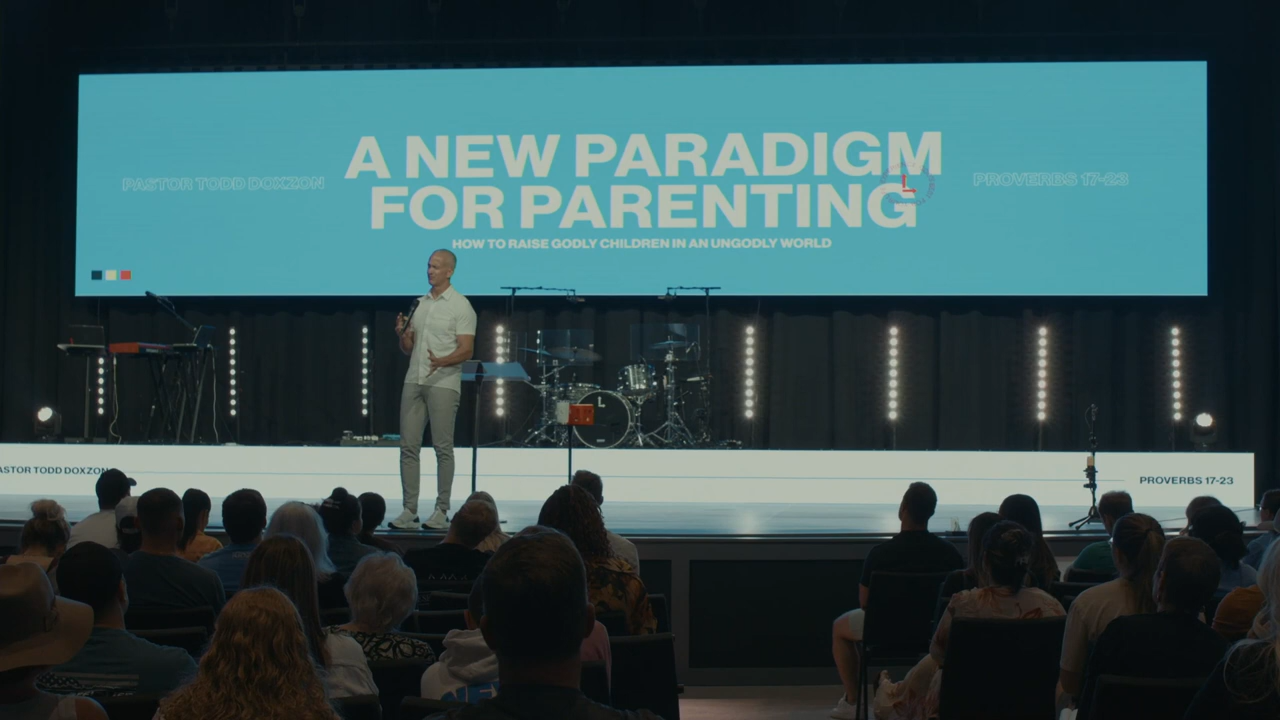 A NEW PARADIGM
FOR PARENTING
HOW TO RAISE GODLY CHILDREN IN AN UNGODLY WORLD
PASTOR TODD DOXZON
PROVERBS 17-23
ASTOR TODD DOXZON
PROVERBS 17-23
L
L